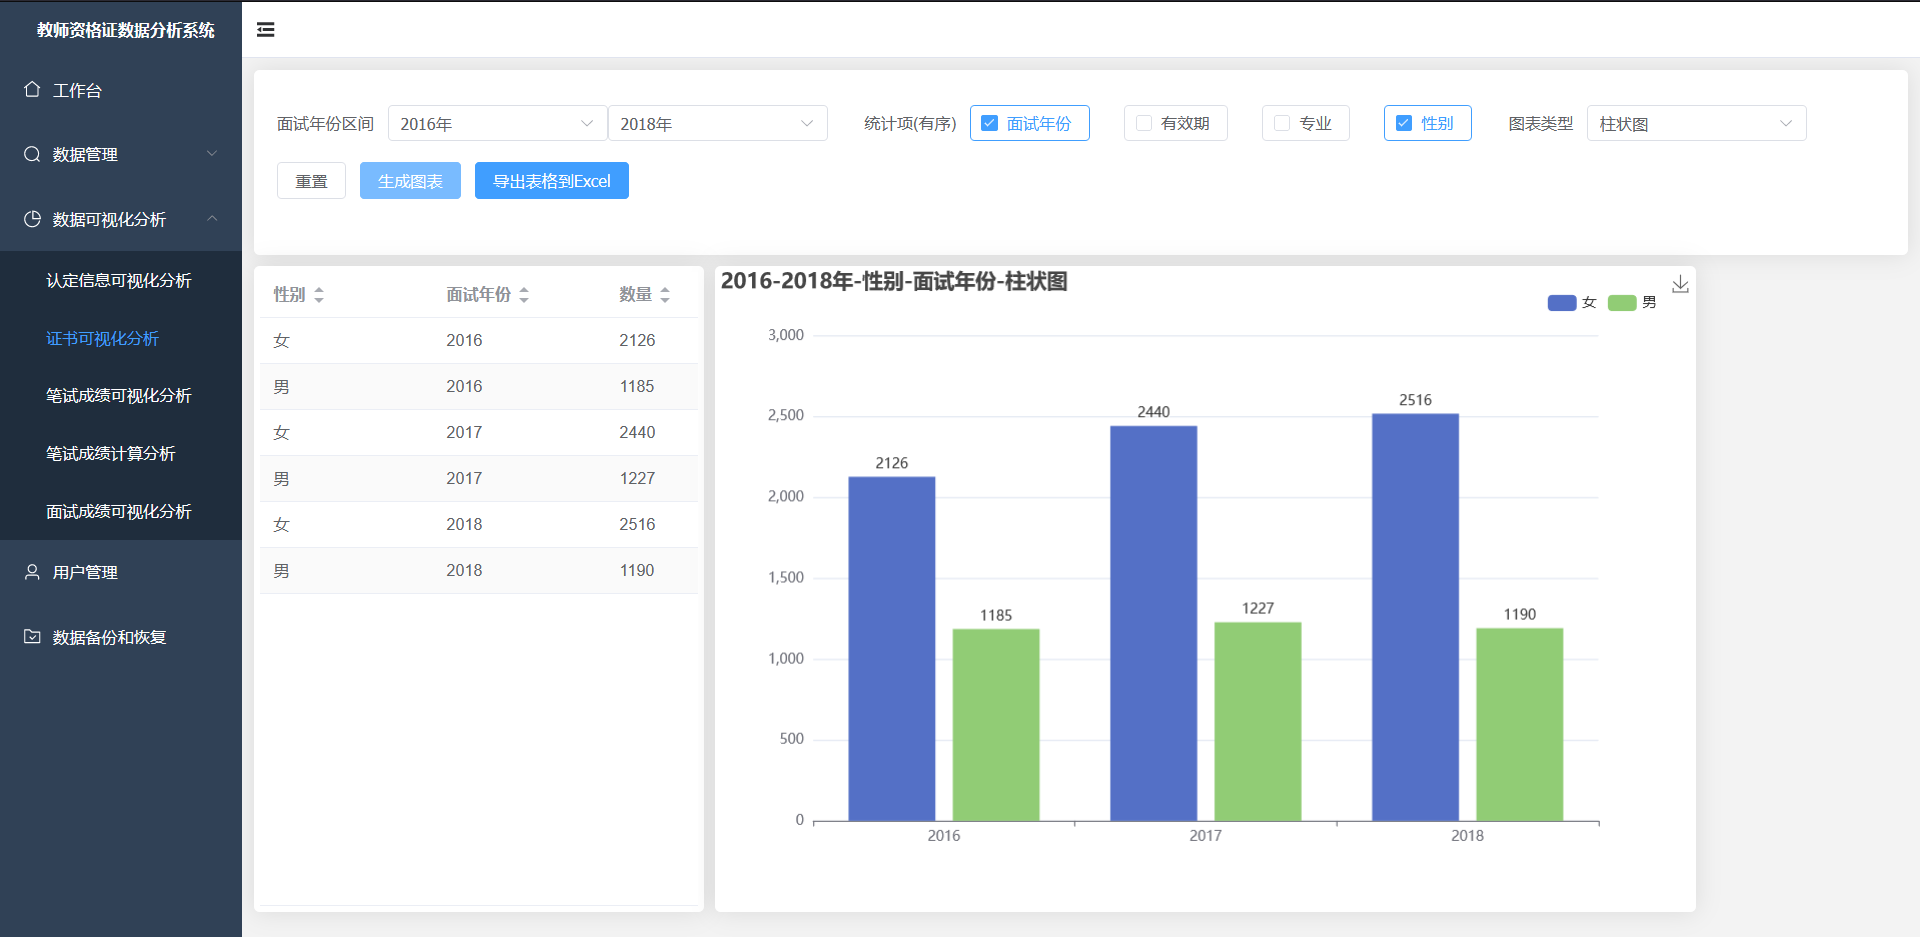 教师资格证数据分析系统
工作台
数据管理
数据可视化分析
认定信息可视化分析
证书可视化分析
笔试成绩可视化分析
笔试成绩计算分析
面试成绩可视化分析
用户管理
数据备份和恢复
面试年份区间 2016年 2018年 统计项(有序) 面试年份 有效期 专业 性别 图表类型 柱状图
重置 生成图表 导出表格到Excel
性别 面试年份 数量
女 2016 2126
男 2016 1185
女 2017 2440
男 2017 1227
女 2018 2516
男 2018 1190
2016-2018年-性别-面试年份-柱状图
女 男
3,000
2,500
2,000
1,500
1,000
500
0
2126
1185
2440
1227
2516
1190
2016 2017 2018